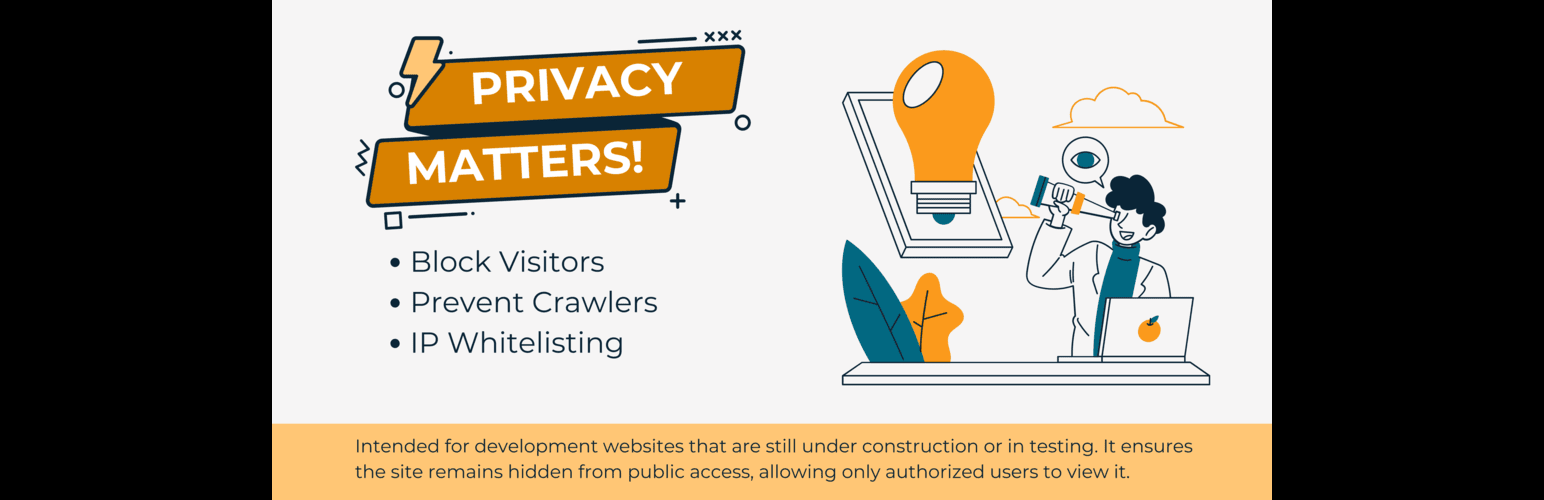 PRIVACY
MATTERS!
• Block Visitors
• Prevent Crawlers
• IP Whitelisting
Intended for development websites that are still under construction or in testing. It ensures
the site remains hidden from public access, allowing only authorized users to view it.